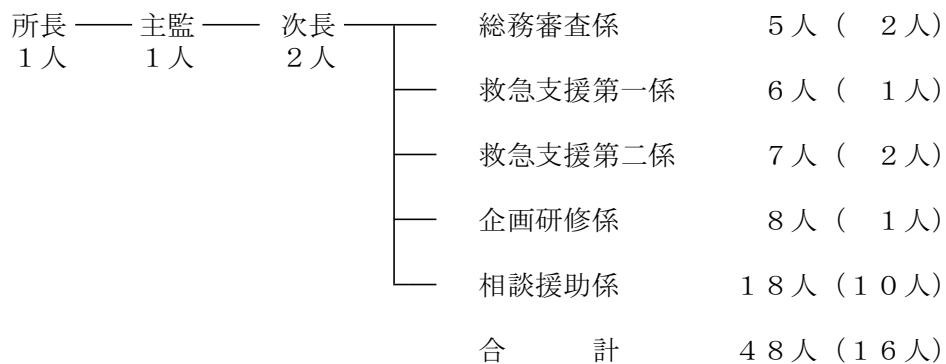 所長 主監 次長 総務審査係 5人（ 2人）
1人 1人 2人
救急支援第一係 6人（ 1人）
救急支援第二係 7人（ 2人）
企画研修係 8人（ 1人）
相談援助係 18人（10人）
合計 48人（16人）